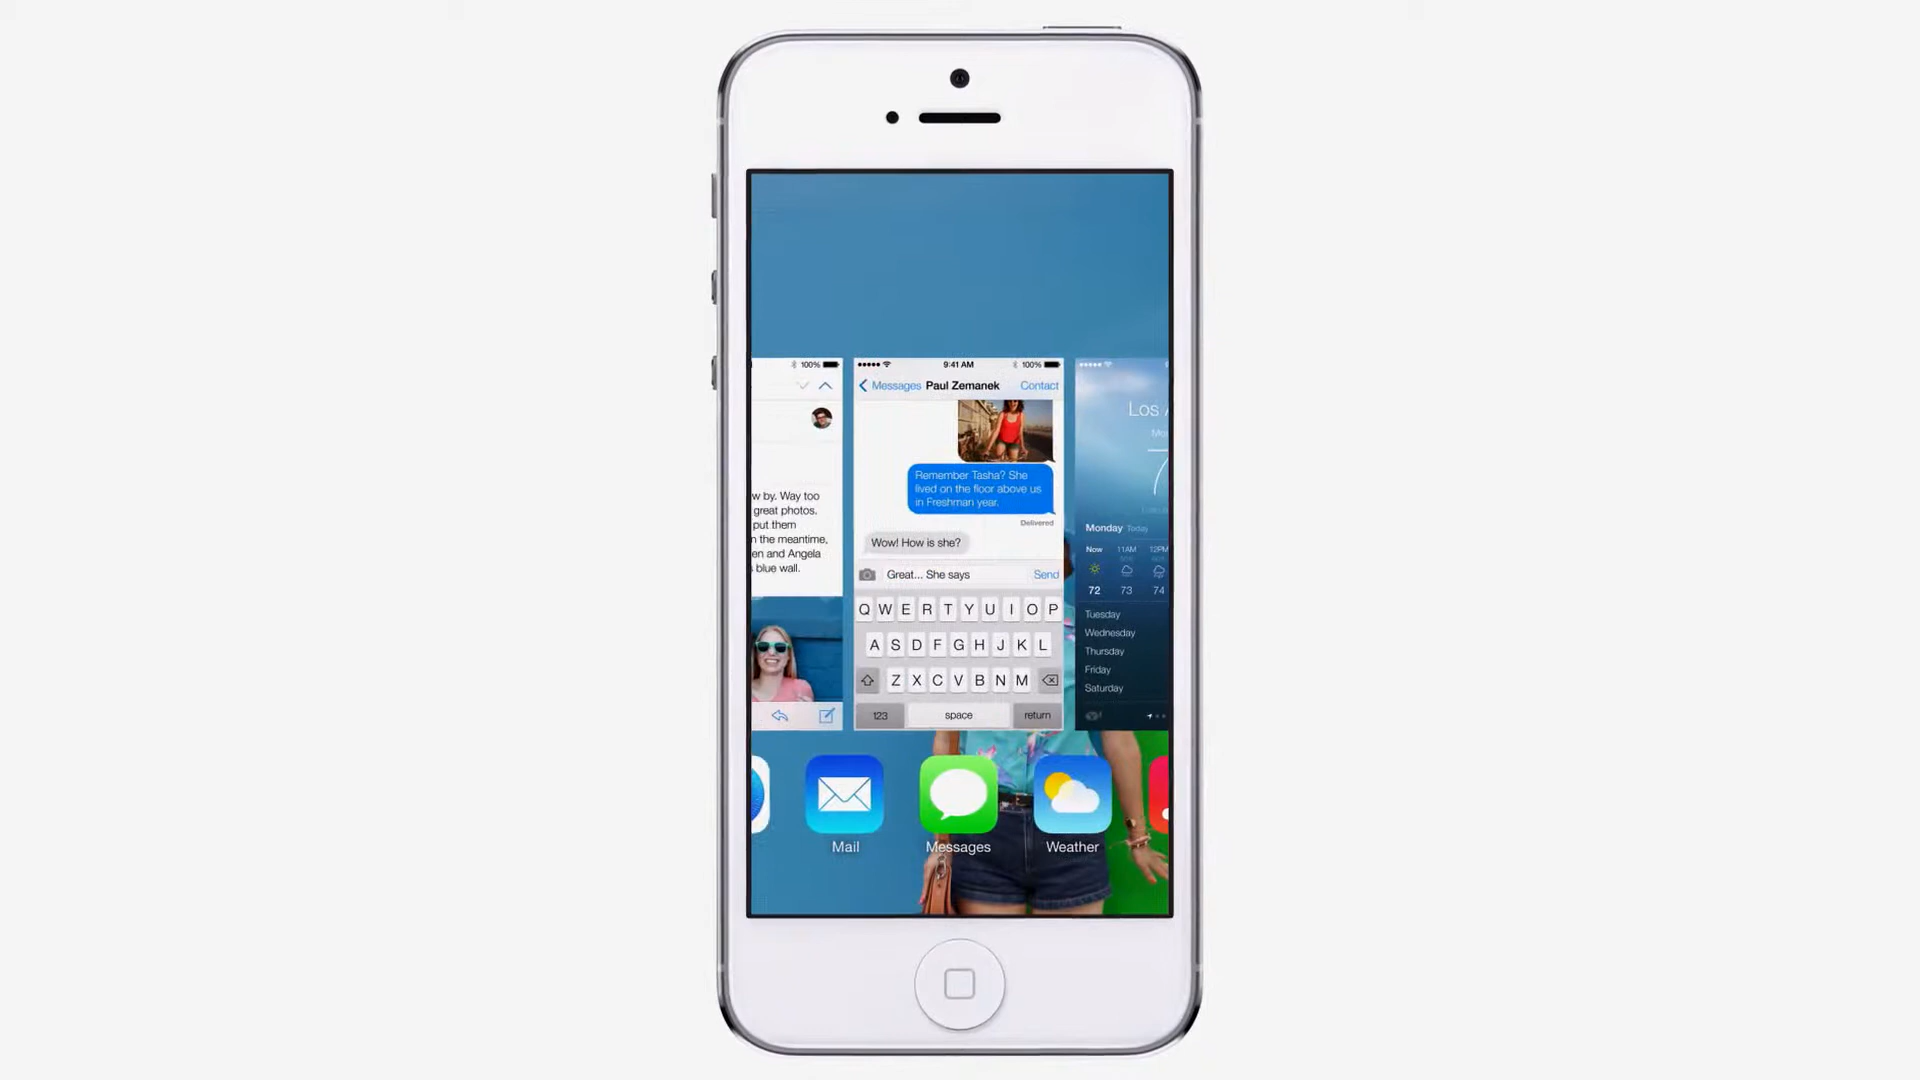 100%
w by. Way too
great photos.
put them
n the meantime,
en and Angela
blue wall.
9:41 AM
100%
Messages
Paul Zemanek
Contact
Remember Tasha? She
lived on the floor above us
in Freshman year.
Delivered
Wow! How is she?
Great... She says
Send
Q W E R T Y U I O P
A S D F G H J K L
Z X C V B N M
123
space
return
Los A
Mo
7
Monday Today
Now 11AM 12PM
72 73 74
Tuesday
Wednesday
Thursday
Friday
Saturday
Mail
Messages
Weather